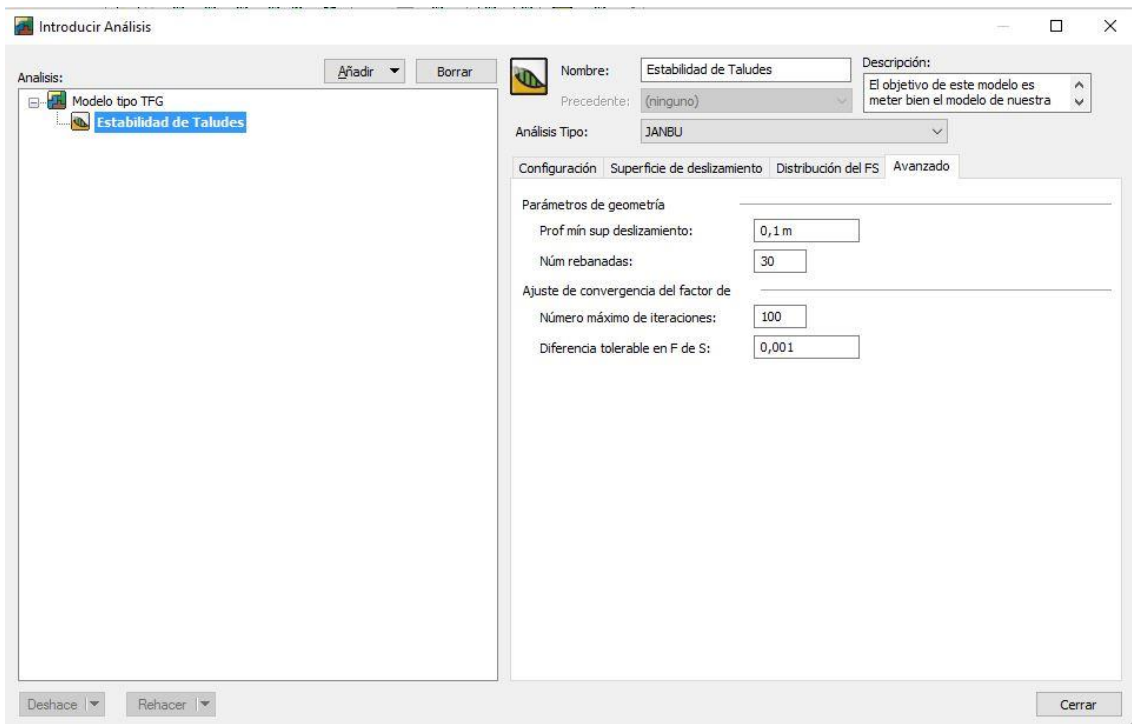 Introducir Análisis
Analisis:
Añadir
Borrar
Modelo tipo TFG
Estabilidad de Taludes
Nombre:
Estabilidad de Taludes
Descripción:
El objetivo de este modelo es
meter bien el modelo de nuestra
Precedente:
(ninguno)
Análisis Tipo:
JANBU
Configuración
Superficie de deslizamiento
Distribución del FS
Avanzado
Parámetros de geometría
Prof mín sup deslizamiento:
0,1 m
Núm rebanadas:
30
Ajuste de convergencia del factor de
Número máximo de iteraciones:
100
Diferencia tolerable en F de S:
0,001
Deshace
Rehacer
Cerrar